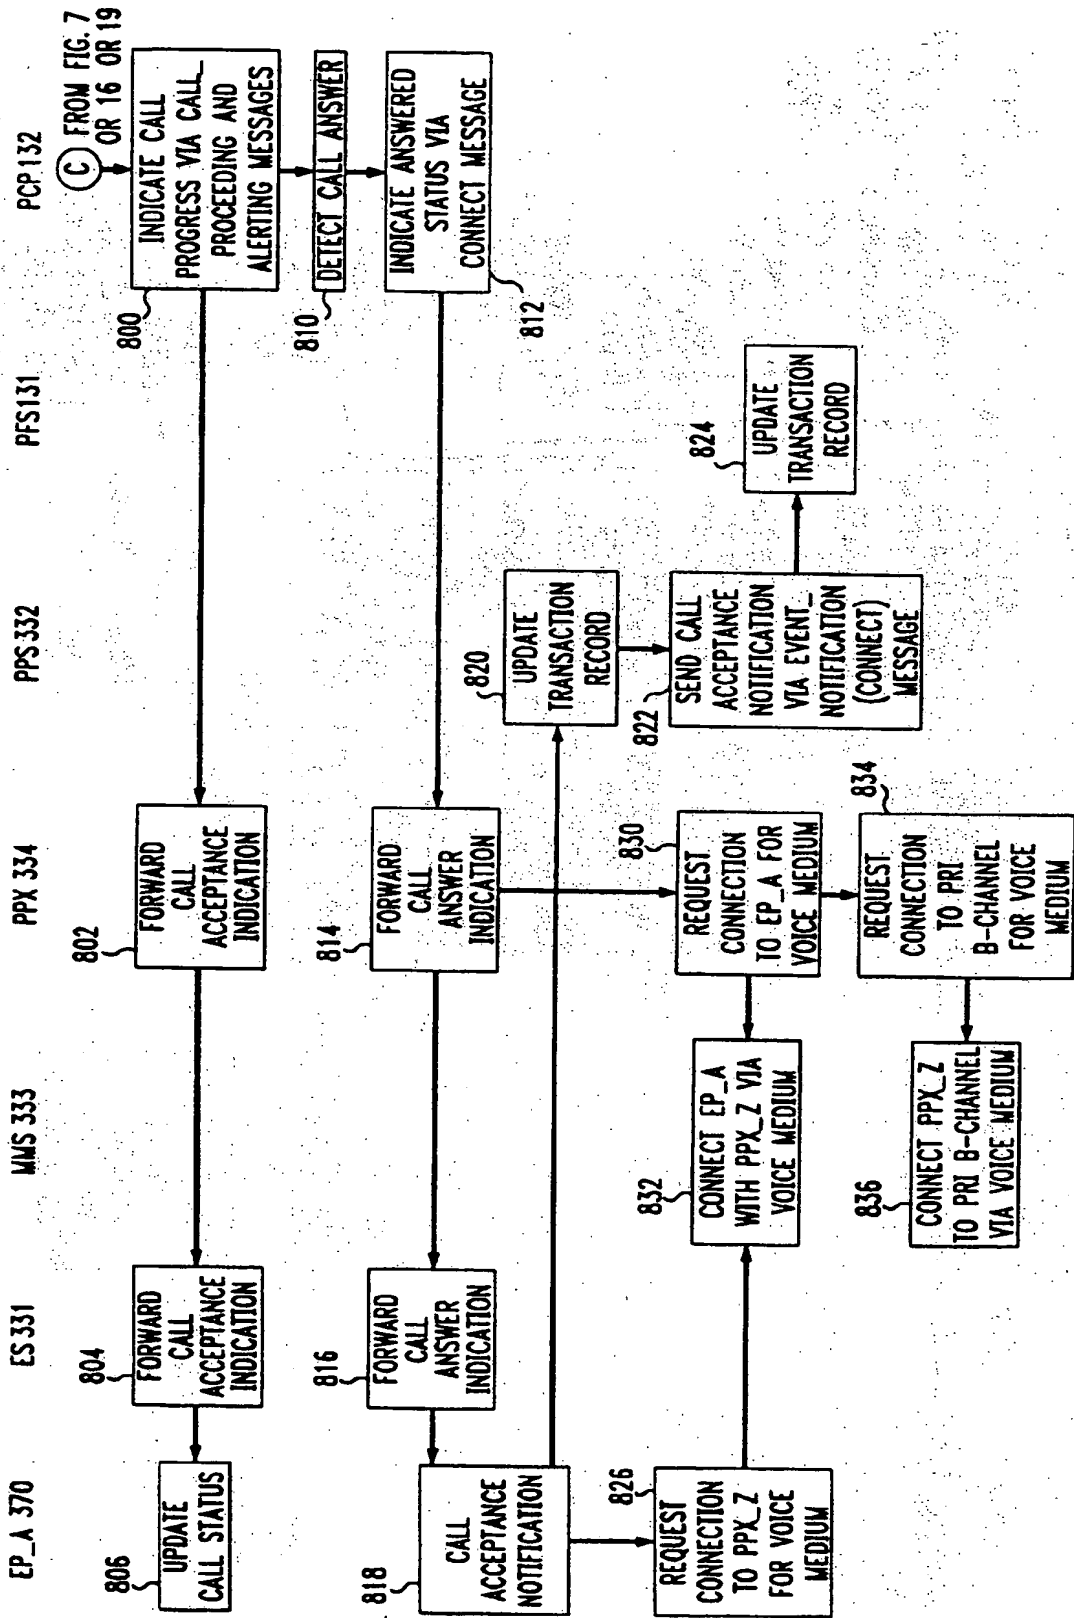 EP_A 370
ES 331
MMS 333
PPX 334
PPS 332
PFS131
PCP132
C
FROM FIG. 7
OR 16 OR 19
800
INDICATE CALL
PROGRESS VIA CALL_
PROCEEDING AND
ALERTING MESSAGES
802
FORWARD
CALL
ACCEPTANCE
INDICATION
804
FORWARD
CALL
ACCEPTANCE
INDICATION
806
UPDATE
CALL STATUS
810
DETECT CALL ANSWER
812
INDICATE ANSWERED
STATUS VIA
CONNECT MESSAGE
814
FORWARD
CALL
ANSWER
INDICATION
816
FORWARD
CALL
ANSWER
INDICATION
818
CALL
ACCEPTANCE
NOTIFICATION
820
UPDATE
TRANSACTION
RECORD
822
SEND CALL
ACCEPTANCE
NOTIFICATION
VIA EVENT_
NOTIFICATION
(CONNECT)
MESSAGE
824
UPDATE
TRANSACTION
RECORD
826
REQUEST
CONNECTION
TO PPX_Z
FOR VOICE
MEDIUM
830
REQUEST
CONNECTION
TO EP_A FOR
VOICE MEDIUM
832
CONNECT EP_A
WITH PPX_Z VIA
VOICE MEDIUM
834
REQUEST
CONNECTION
TO PRI
B-CHANNEL
FOR VOICE
MEDIUM
836
CONNECT PPX_Z
TO PRI B-CHANNEL
VIA VOICE MEDIUM